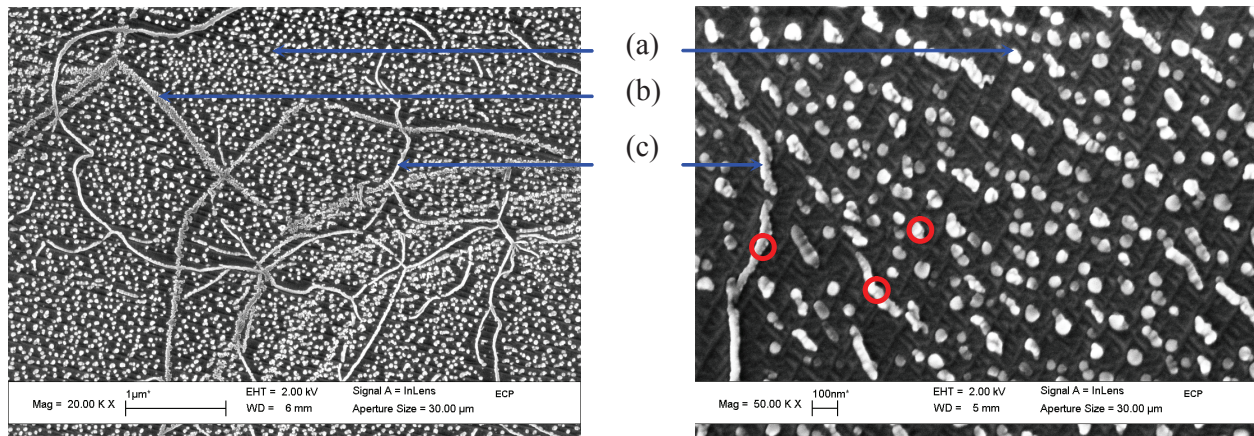 (a)
(b)
(c)
Mag = 20.00 K X
1µm*
EHT = 2.00 kV
WD = 6 mm
Signal A = InLens
Aperture Size = 30.00 µm
ECP
Mag = 50.00 K X
100nm*
EHT = 2.00 kV
WD = 5 mm
Signal A = InLens
Aperture Size = 30.00 µm
ECP